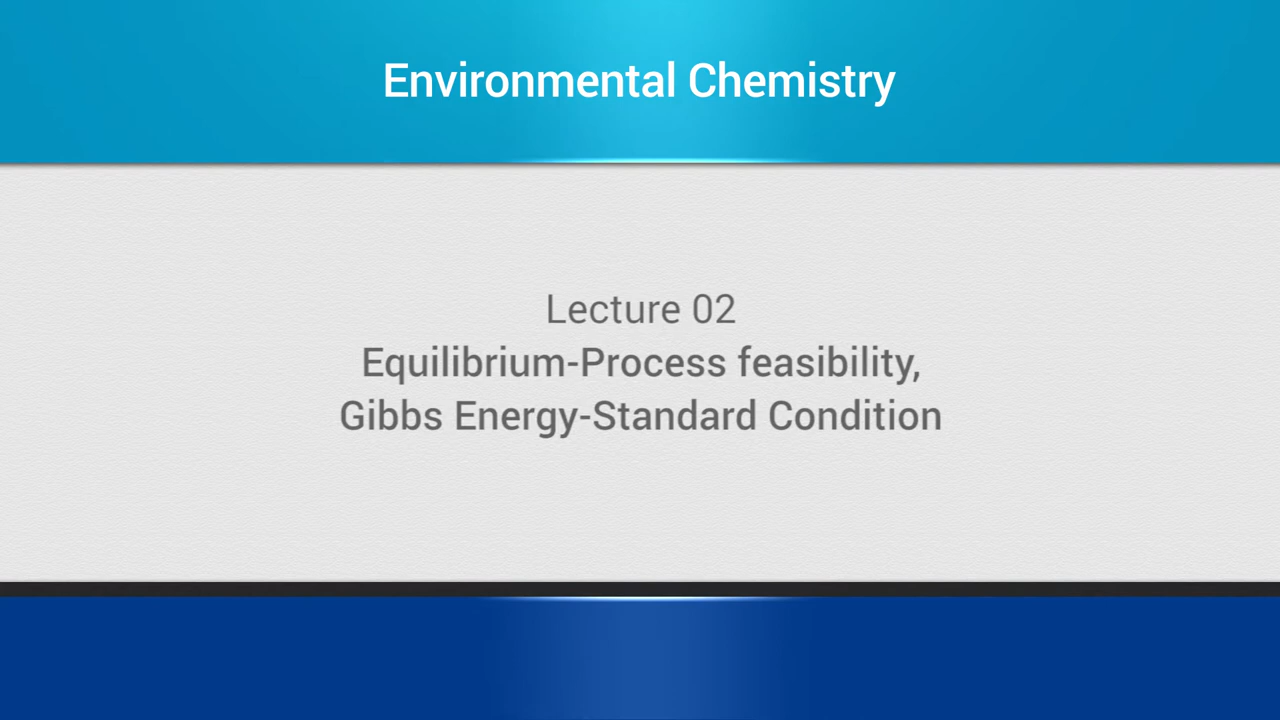 Environmental Chemistry
Lecture 02
Equilibrium-Process feasibility,
Gibbs Energy-Standard Condition